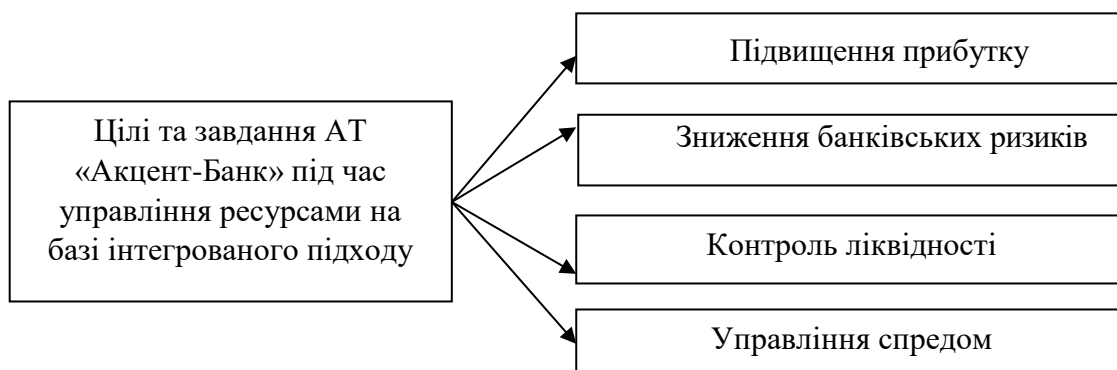 Цілі та завдання АТ
«Акцент-Банк» під час
управління ресурсами на
базі інтегрованого підходу
Підвищення прибутку
Зниження банківських ризиків
Контроль ліквідності
Управління спредом